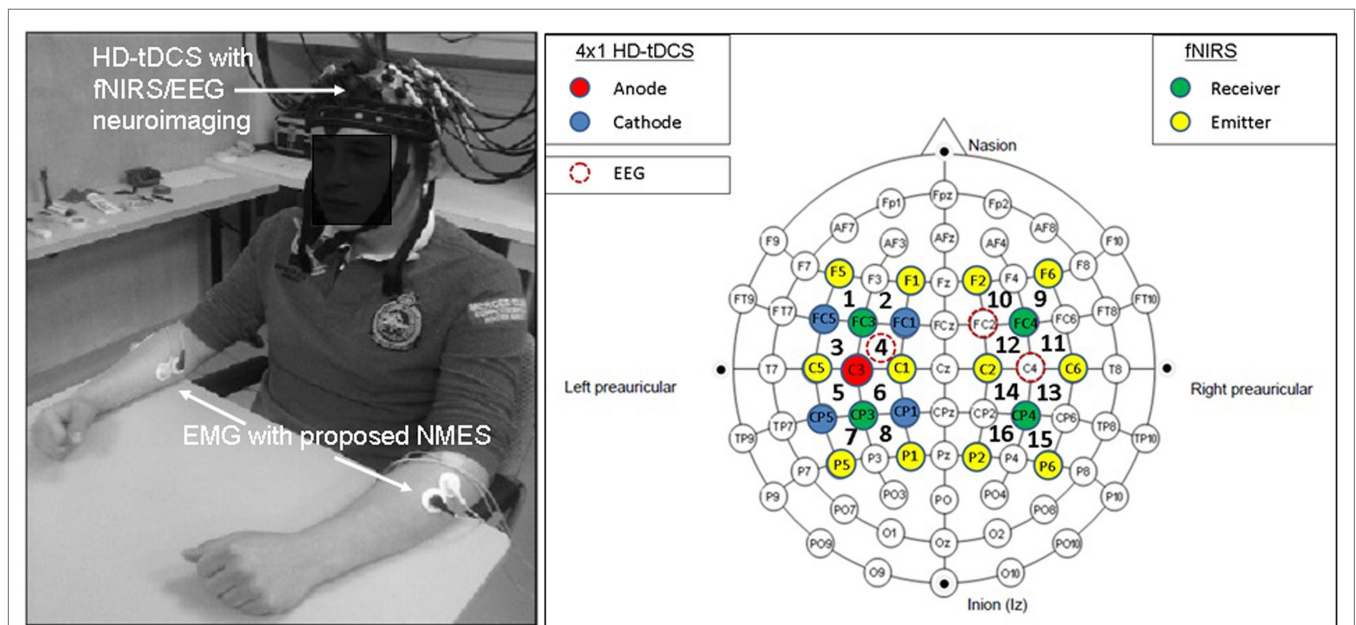 HD-tDCS with
fNIRS/EEG
neuroimaging
EMG with proposed NMES
4x1 HD-tDCS
Anode
Cathode
EEG
fNIRS
Receiver
Emitter
Nasion
Fp1 Fpz Fp2
AF7 AF3 AFz AF4 AF8
F9 F7 F5 F3 F1 Fz F2 F4 F6 F8 F10
1 2 10 9
FT9 FT7 FC5 FC3 FC1 FCz FC2 FC4 FC6 FT8 FT10
3 4 12 11
Left preauricular T7 C5 C3 C1 Cz C2 C4 C6 T8 Right preauricular
5 6 14 13
TP9 TP7 CP5 CP3 CP1 CPz CP2 CP4 CP6 TP8 TP10
7 8 16 15
P9 P7 P5 P3 P1 Pz P2 P4 P6 P8 P10
PO9 PO7 PO3 PO PO4 PO8 PO10
O9 O1 Oz O2 O10
Inion (Iz)